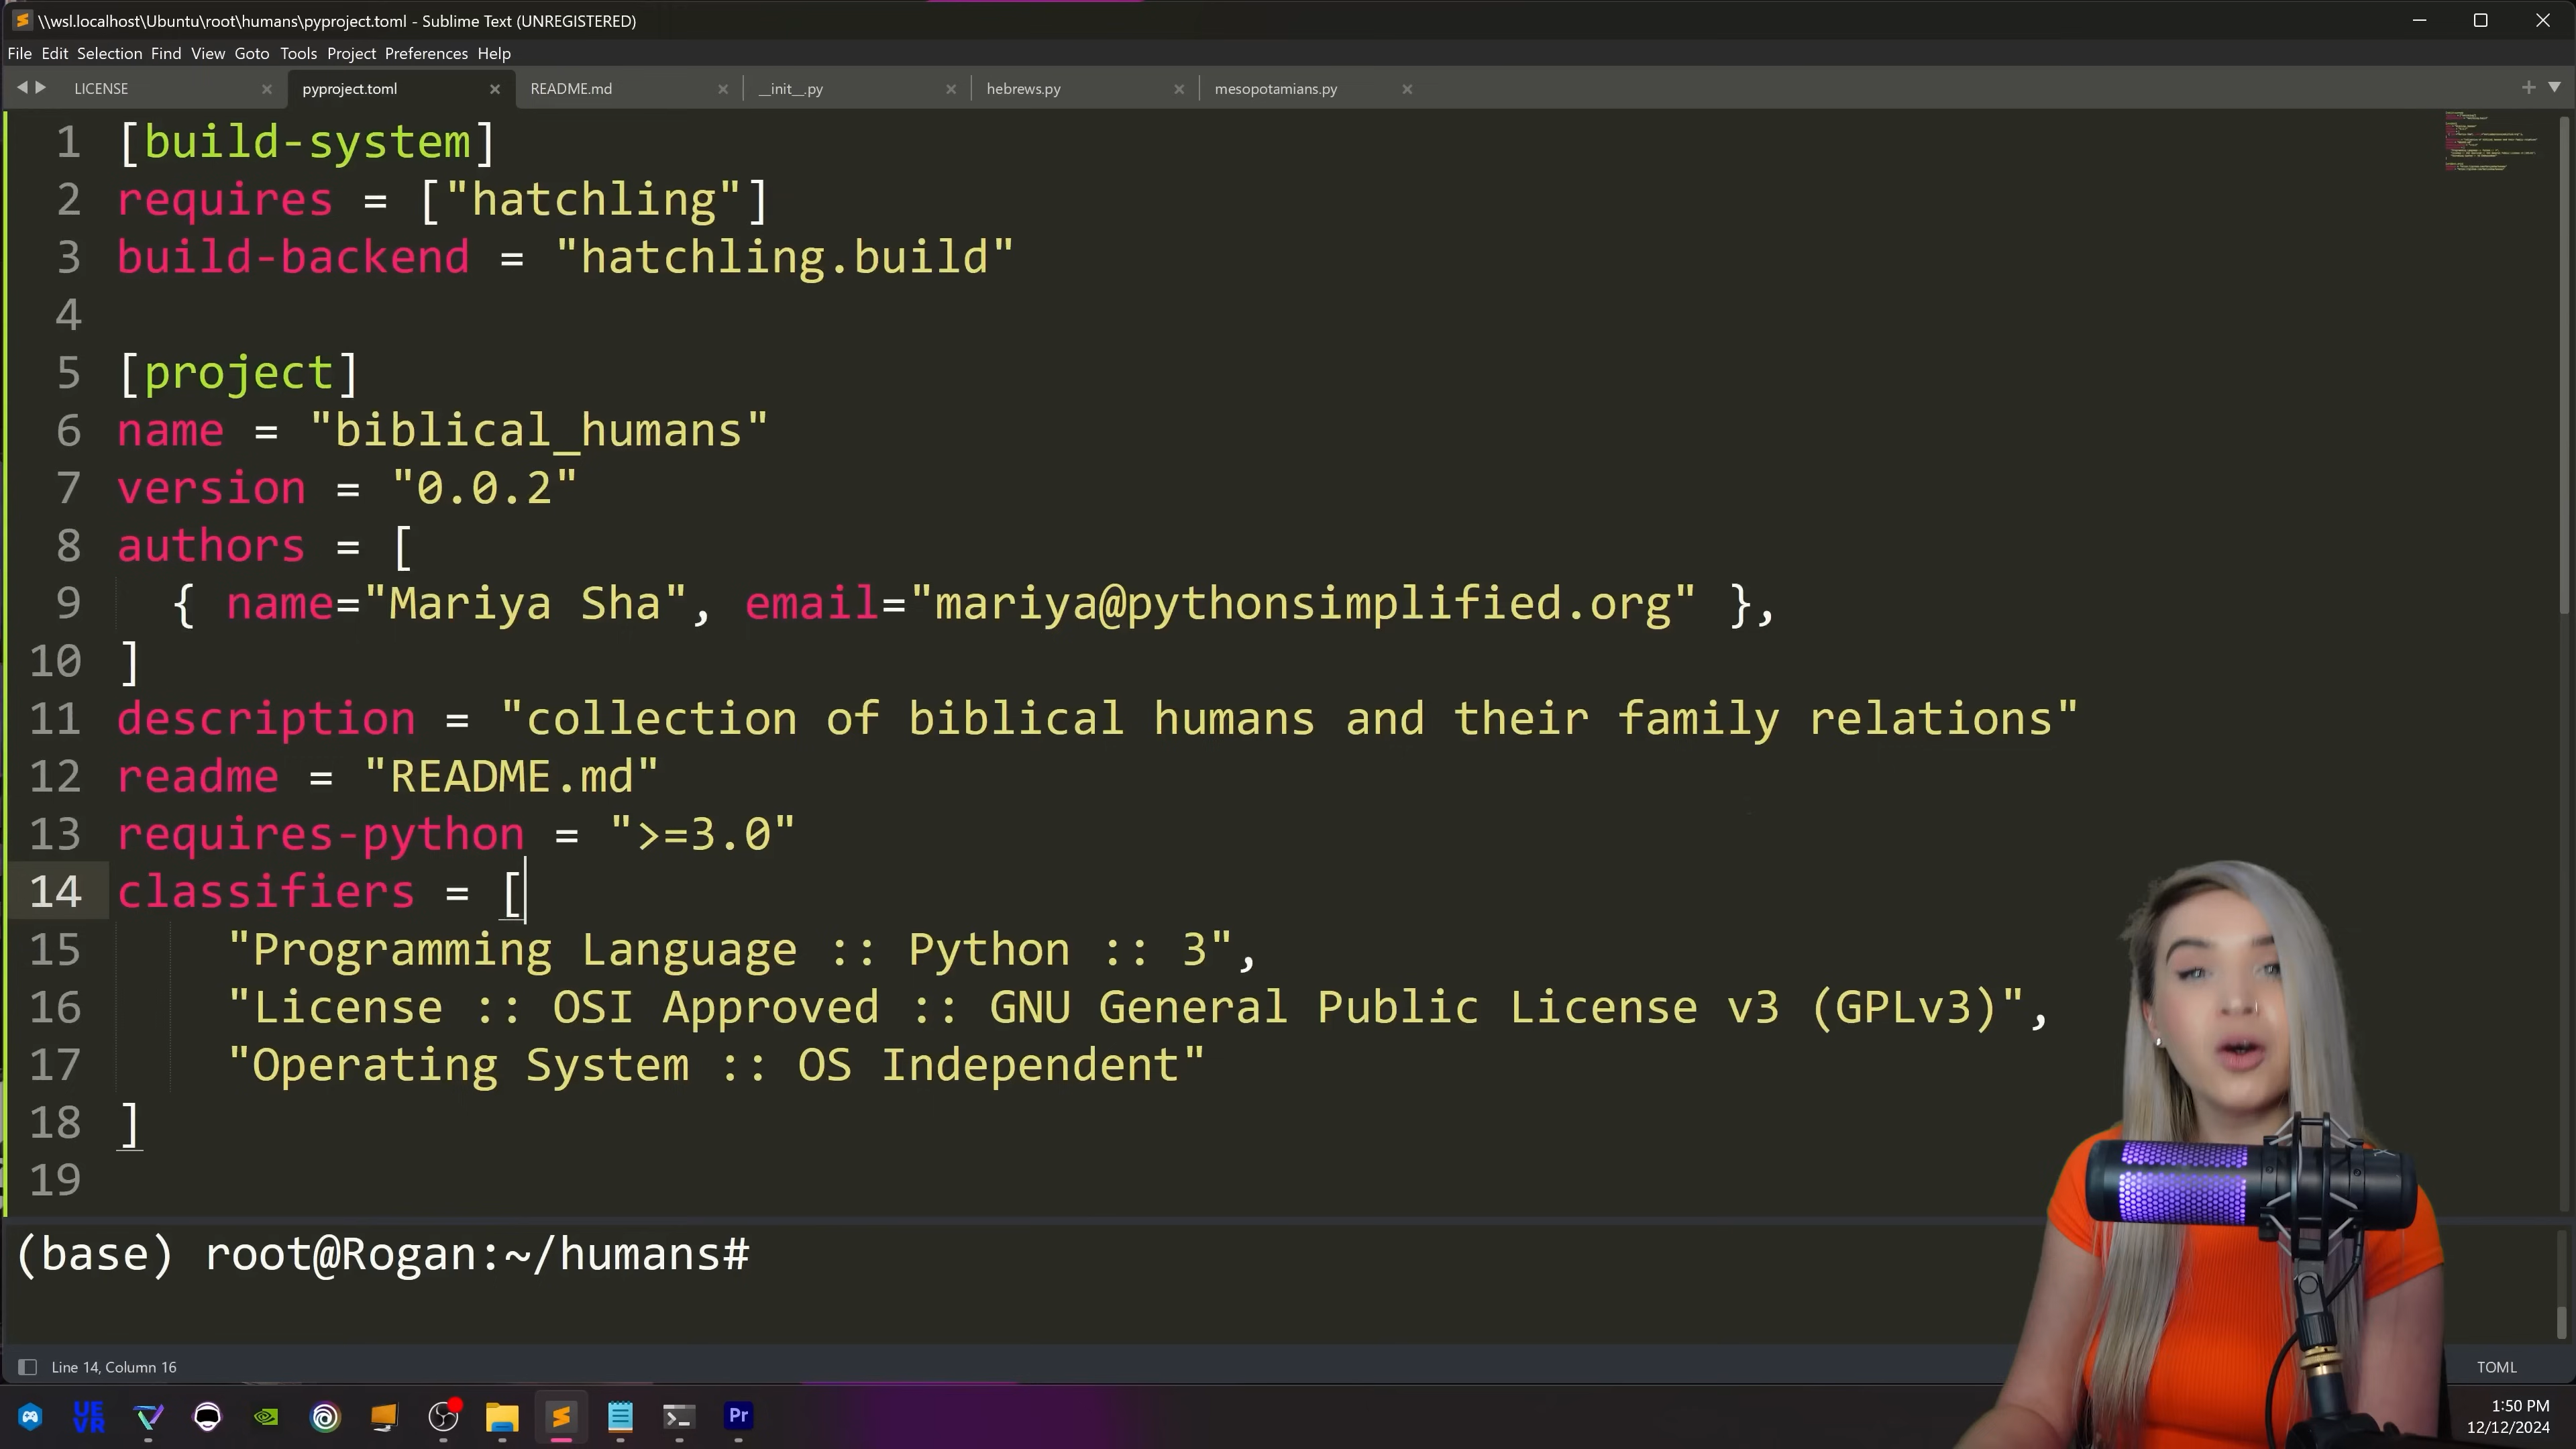 \\wsl.localhost\Ubuntu\root\humans\pyproject.toml - Sublime Text (UNREGISTERED)
File Edit Selection Find View Goto Tools Project Preferences Help
LICENSE pyproject.toml README.md __init__.py hebrews.py mesopotamians.py
1 [build-system]
2 requires = ["hatchling"]
3 build-backend = "hatchling.build"
4
5 [project]
6 name = "biblical_humans"
7 version = "0.0.2"
8 authors = [
9 { name="Mariya Sha", email="mariya@pythonsimplified.org" },
10 ]
11 description = "collection of biblical humans and their family relations"
12 readme = "README.md"
13 requires-python = ">=3.0"
14 classifiers = [
15 "Programming Language :: Python :: 3",
16 "License :: OSI Approved :: GNU General Public License v3 (GPLv3)",
17 "Operating System :: OS Independent"
18 ]
19
(base) root@Rogan:~/humans#
Line 14, Column 16 TOML
UE
VR
Pr
1:50 PM
12/12/2024